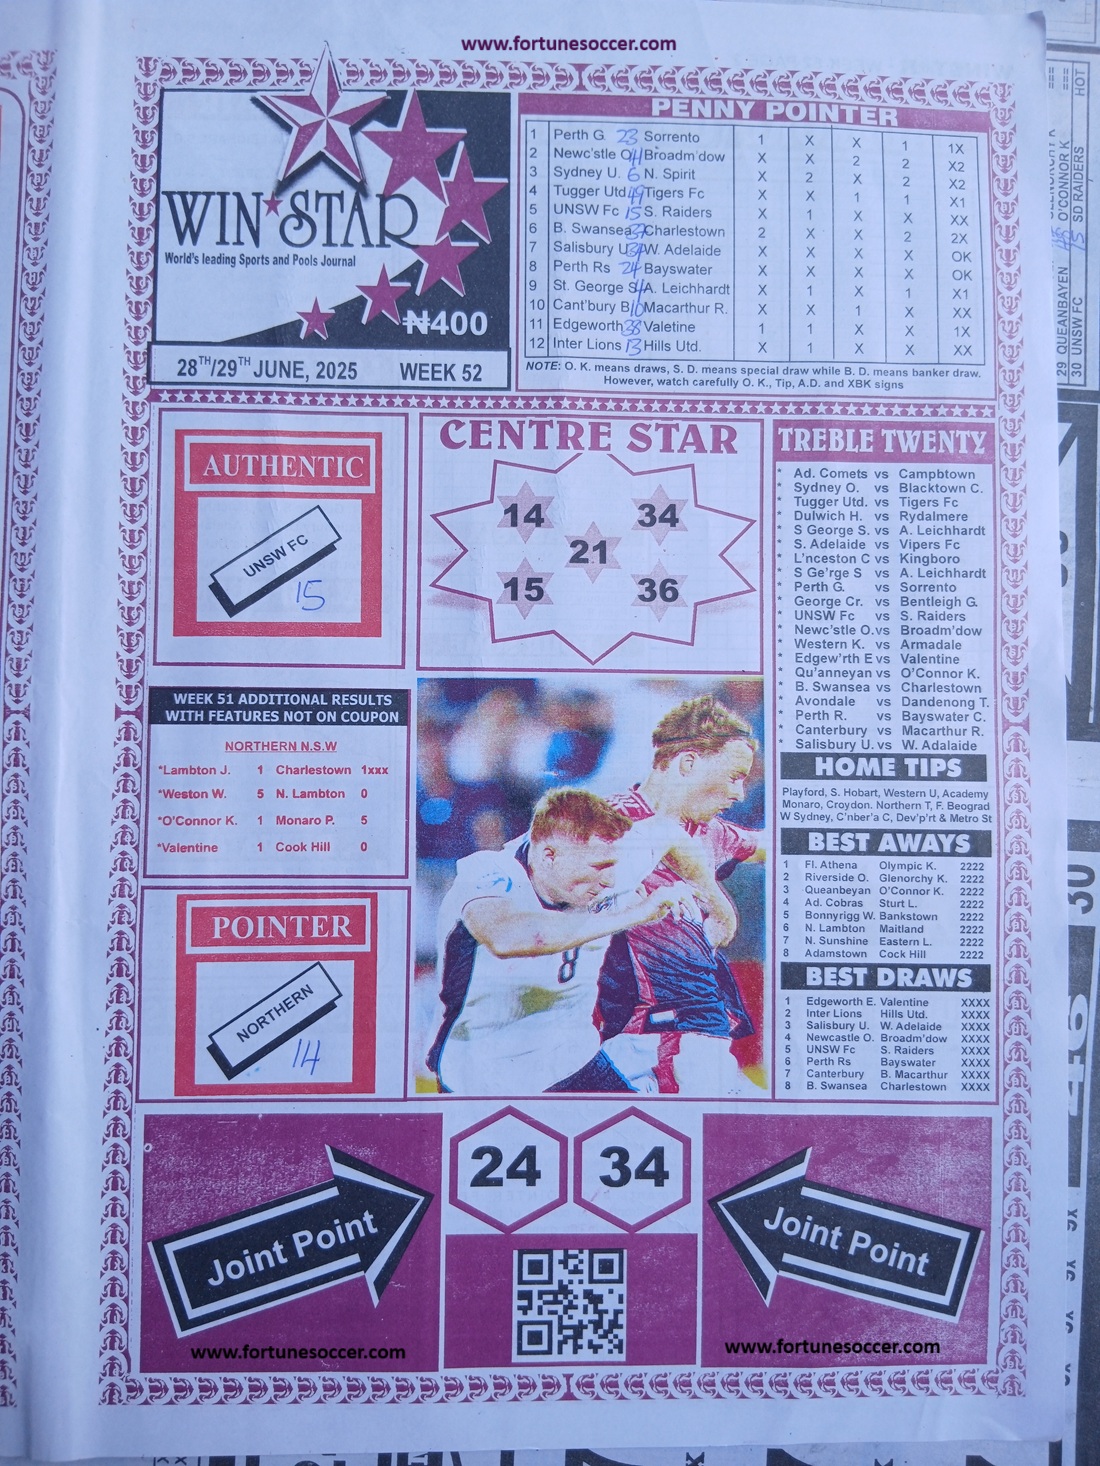 www.fortunesoccer.com
WIN STAR
World's leading Sports and Pools Journal
₦400
28TH/29TH JUNE, 2025 WEEK 52
PENNY POINTER
1 Perth G. 23 Sorrento 1 X X 1 1X
2 Newc'stle O 41 Broadm'dow X X 2 2 X2
3 Sydney U. 6 N. Spirit X 2 X 2 X2
4 Tugger Utd 49 Tigers Fc X X 1 1 X1
5 UNSW Fc 15 S. Raiders X 1 X X XX
6 B. Swansea Charlestown 2 X X 2 2X
7 Salisbury U 34 W. Adelaide X X X X OK
8 Perth Rs 24 Bayswater X X X X OK
9 St. George S A. Leichhardt X 1 X 1 X1
10 Cant'bury B 10 Macarthur R. X X 1 X XX
11 Edgeworth 38 Valetine 1 1 X X 1X
12 Inter Lions 13 Hills Utd. X 1 X X XX
NOTE: O. K. means draws, S. D. means special draw while B. D. means banker draw.
However, watch carefully O. K., Tip, A.D. and XBK signs
AUTHENTIC
UNSW FC
15
CENTRE STAR
14 34
21
15 36
TREBLE TWENTY
* Ad. Comets vs Campbtown
* Sydney O. vs Blacktown C.
* Tugger Utd. vs Tigers Fc
* Dulwich H. vs Rydalmere
* S George S. vs A. Leichhardt
* S. Adelaide vs Vipers Fc
* L'nceston C vs Kingboro
* S Ge'rge S vs A. Leichhardt
* Perth G. vs Sorrento
* George Cr. vs Bentleigh G.
* UNSW Fc vs S. Raiders
* Newc'stle O. vs Broadm'dow
* Western K. vs Armadale
* Edgew'rth E vs Valentine
* Qu'anneyan vs O'Connor K.
* B. Swansea vs Charlestown
* Avondale vs Dandenong T.
* Perth R. vs Bayswater C.
* Canterbury vs Macarthur R.
* Salisbury U. vs W. Adalaide
WEEK 51 ADDITIONAL RESULTS
WITH FEATURES NOT ON COUPON
NORTHERN N.S.W
*Lambton J. 1 Charlestown 1xxx
*Weston W. 5 N. Lambton 0
*O'Connor K. 1 Monaro P. 5
*Valentine 1 Cook Hill 0
HOME TIPS
Playford, S. Hobart, Western U, Academy
Monaro, Croydon. Northern T, F. Beograd
W Sydney, C'nber'a C, Dev'p'rt & Metro St
BEST AWAYS
1 Fl. Athena Olympic K. 2222
2 Riverside O. Glenorchy K. 2222
3 Queanbeyan O'Connor K. 2222
4 Ad. Cobras Sturt L. 2222
5 Bonnyrigg W. Bankstown 2222
6 N. Lambton Maitland 2222
7 N. Sunshine Eastern L. 2222
8 Adamstown Cock Hill 2222
BEST DRAWS
1 Edgeworth E. Valentine XXXX
2 Inter Lions Hills Utd. XXXX
3 Salisbury U. W. Adelaide XXXX
4 Newcastle O. Broadm'dow XXXX
5 UNSW Fc S. Raiders XXXX
6 Perth Rs Bayswater XXXX
7 Canterbury B. Macarthur XXXX
8 B. Swansea Charlestown XXXX
POINTER
NORTHERN
14
8
Joint Point
24 34
Joint Point
www.fortunesoccer.com
www.fortunesoccer.com
29 QUEANBAYEN O'CONNOR K
30 UNSW FC 15 SD RAIDERS HOT
30